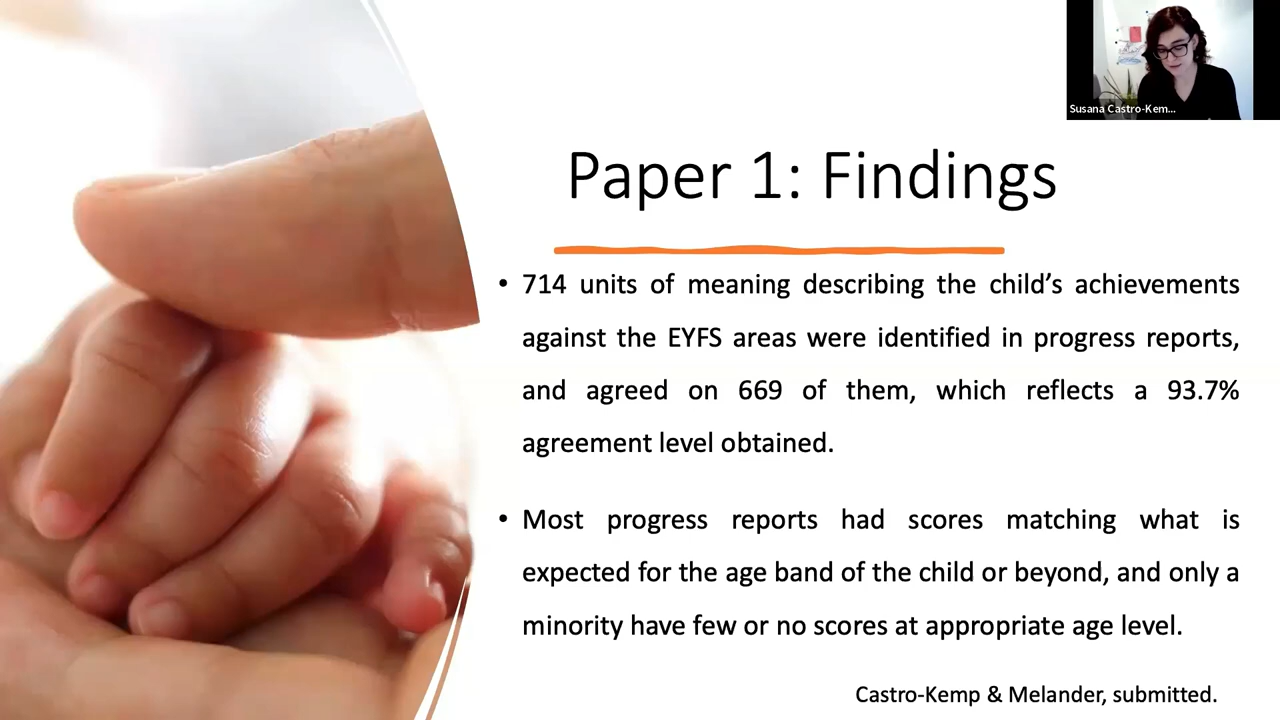 Susana Castro-Kem...
Paper 1: Findings
• 714 units of meaning describing the child’s achievements
against the EYFS areas were identified in progress reports,
and agreed on 669 of them, which reflects a 93.7%
agreement level obtained.
• Most progress reports had scores matching what is
expected for the age band of the child or beyond, and only a
minority have few or no scores at appropriate age level.
Castro-Kemp & Melander, submitted.